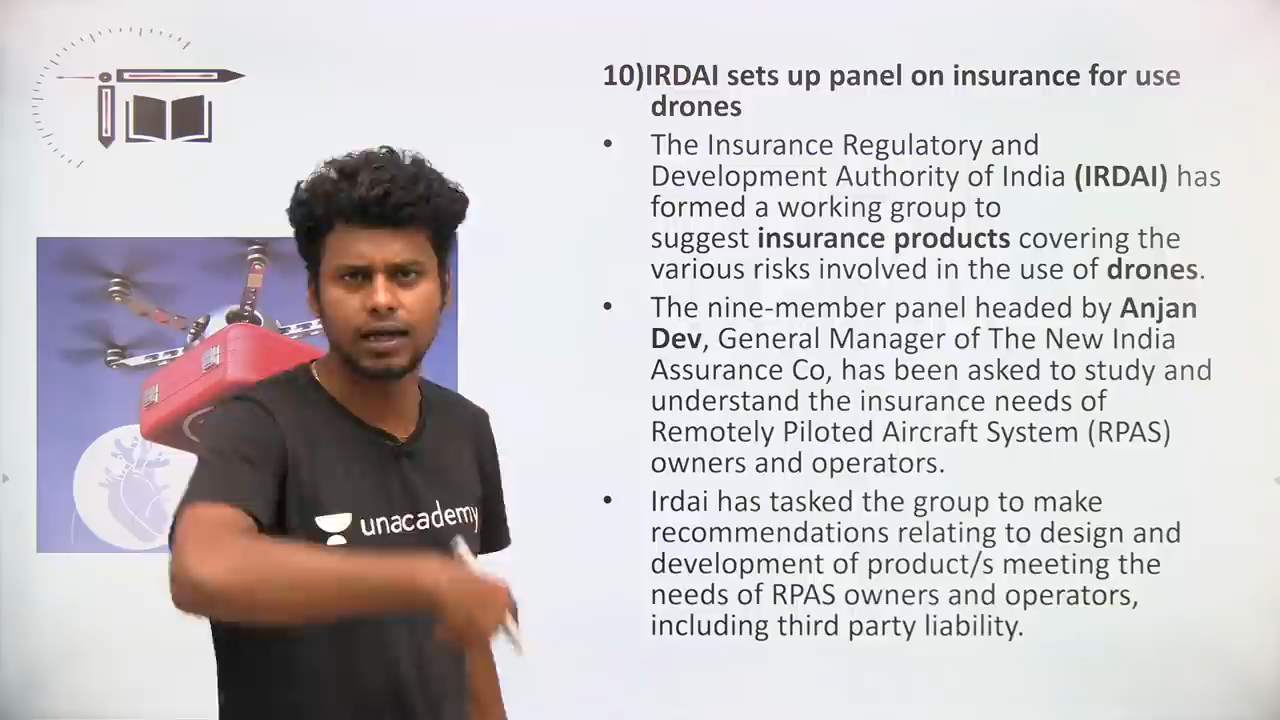 10)IRDAI sets up panel on insurance for use
drones
• The Insurance Regulatory and
Development Authority of India (IRDAI) has
formed a working group to
suggest insurance products covering the
various risks involved in the use of drones.
• The nine-member panel headed by Anjan
Dev, General Manager of The New India
Assurance Co, has been asked to study and
understand the insurance needs of
Remotely Piloted Aircraft System (RPAS)
owners and operators.
• Irdai has tasked the group to make
recommendations relating to design and
development of product/s meeting the
needs of RPAS owners and operators,
including third party liability.
unacademy